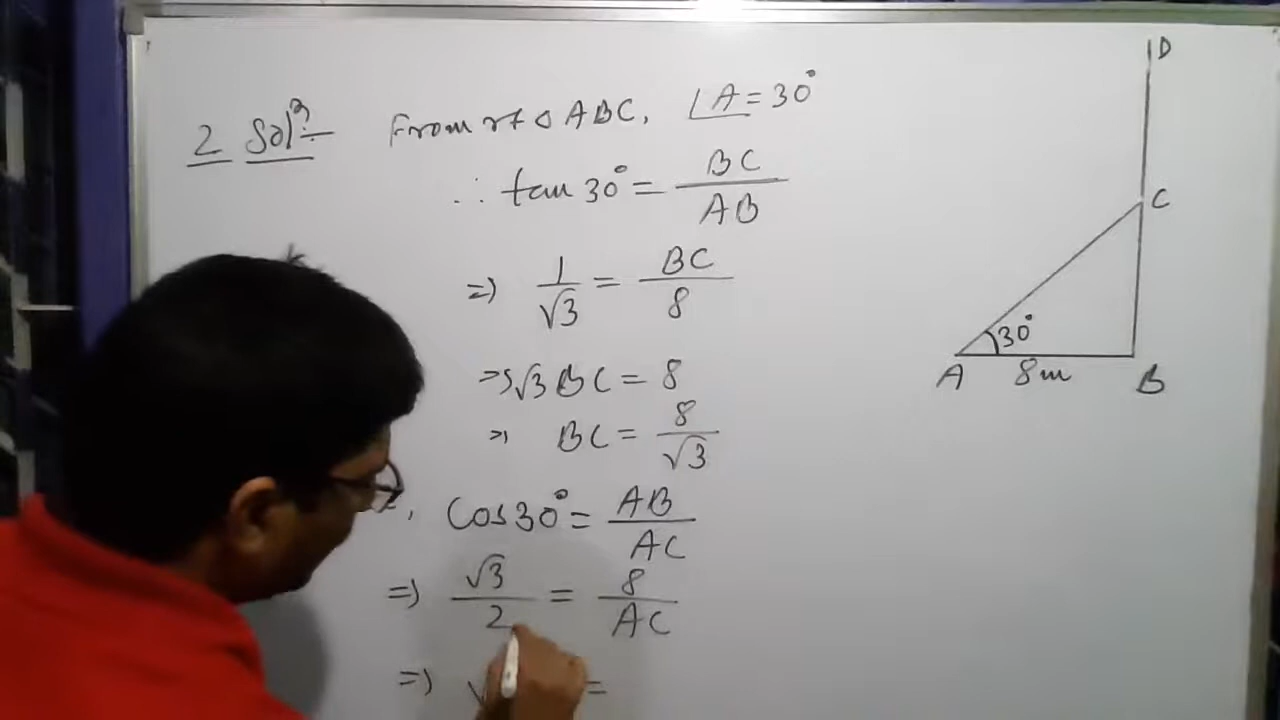 2 Solⁿ:- From rt △ ABC, ∠A = 30°
∴ tan 30° = BC/AB
=> 1/√3 = BC/8
=> √3 BC = 8
=> BC = 8/√3
, Cos 30° = AB/AC
=> √3/2 = 8/AC
=> √ =
D
C
30°
A 8m B